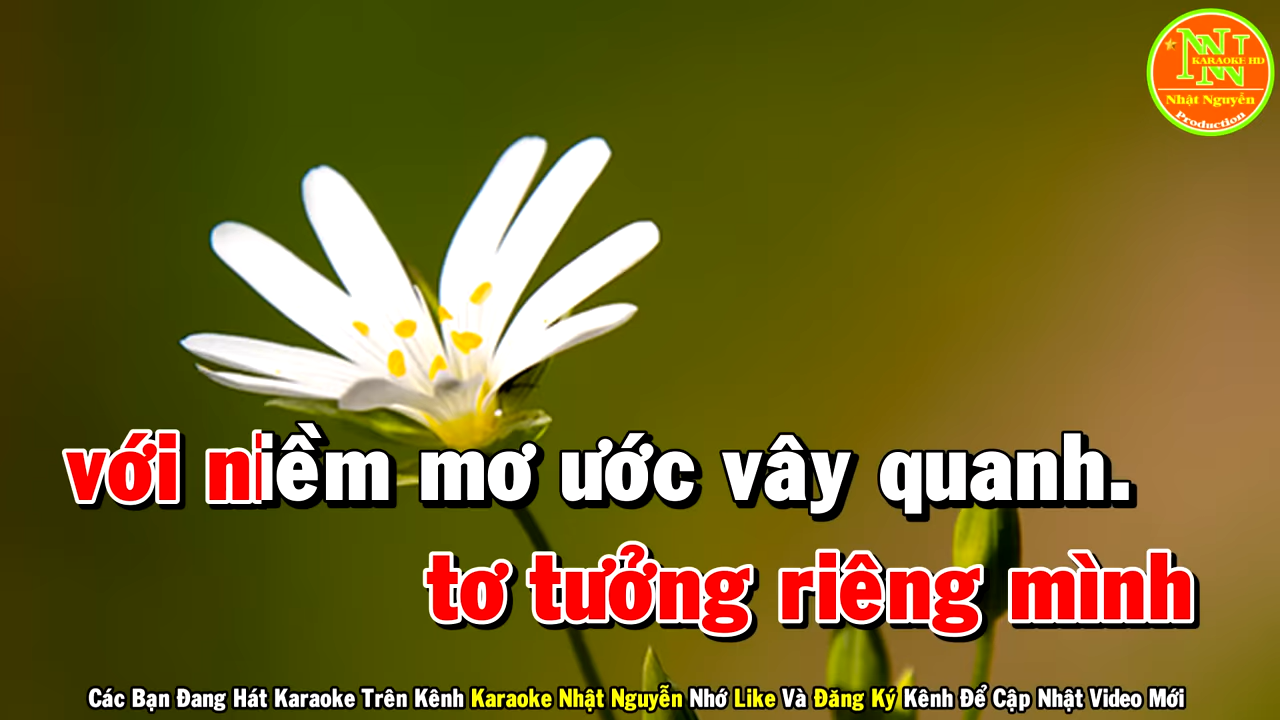 NN
KARAOKE HD
Nhật Nguyễn
Production
với niềm mơ ước vây quanh.
tơ tưởng riêng mình
Các Bạn Đang Hát Karaoke Trên Kênh Karaoke Nhật Nguyễn Nhớ Like Và Đăng Ký Kênh Để Cập Nhật Video Mới